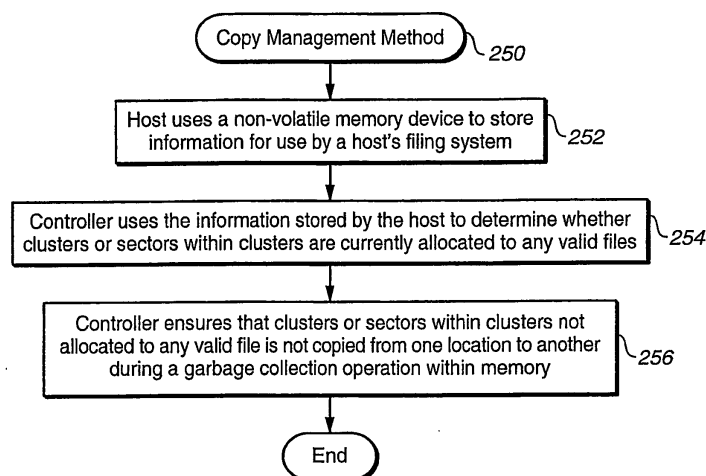 Copy Management Method
250
Host uses a non-volatile memory device to store
information for use by a host's filing system
252
Controller uses the information stored by the host to determine whether
clusters or sectors within clusters are currently allocated to any valid files
254
Controller ensures that clusters or sectors within clusters not
allocated to any valid file is not copied from one location to another
during a garbage collection operation within memory
256
End